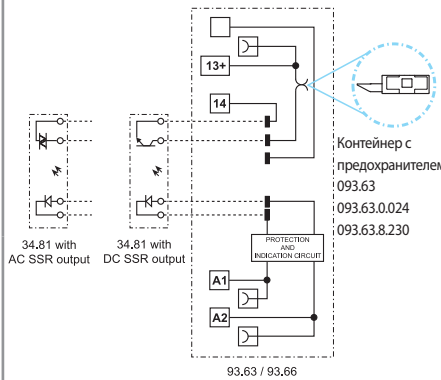 13+
14
Контейнер с
предохранителем
093.63
093.63.0.024
093.63.8.230
34.81 with
AC SSR output
34.81 with
DC SSR output
PROTECTION
AND
INDICATION CIRCUIT
A1
A2
93.63 / 93.66